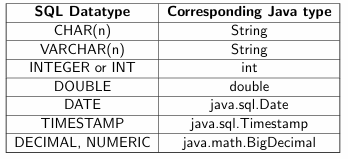 SQL Datatype Corresponding Java type
CHAR(n) String
VARCHAR(n) String
INTEGER or INT int
DOUBLE double
DATE java.sql.Date
TIMESTAMP java.sql.Timestamp
DECIMAL, NUMERIC java.math.BigDecimal